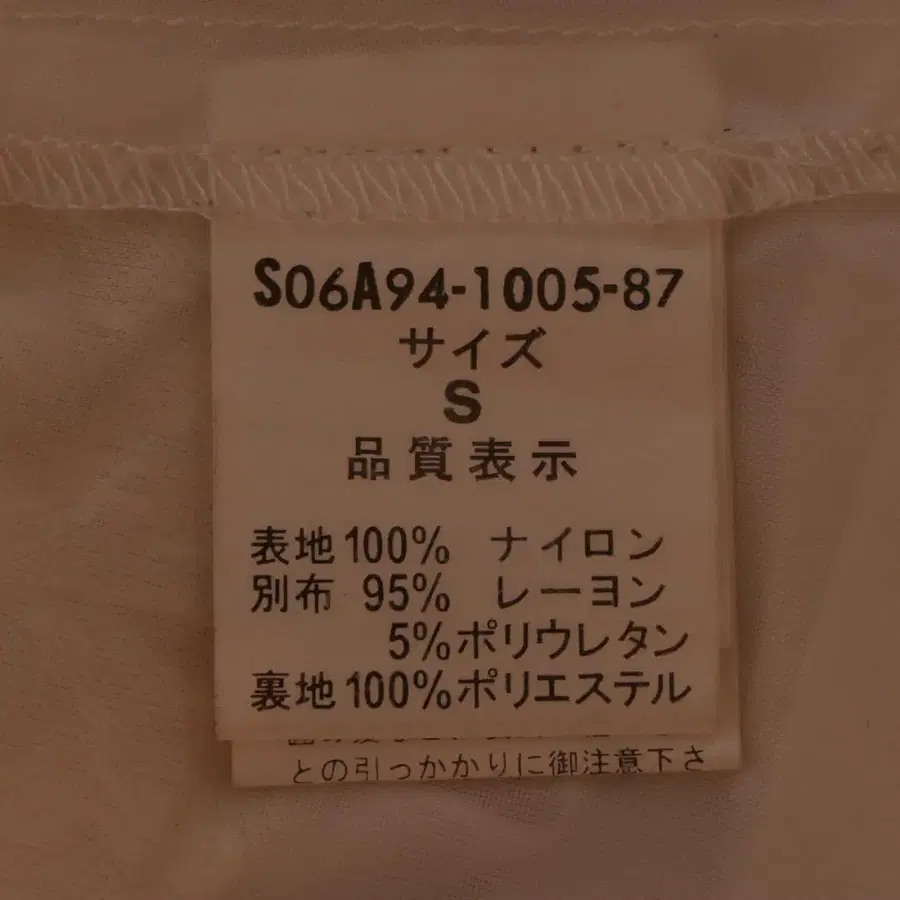 S06A94-1005-87
サイズ
S
品質表示
表地100% ナイロン
別布 95% レーヨン
5%ポリウレタン
裏地100%ポリエステル
との引っかかりに御注意下さ